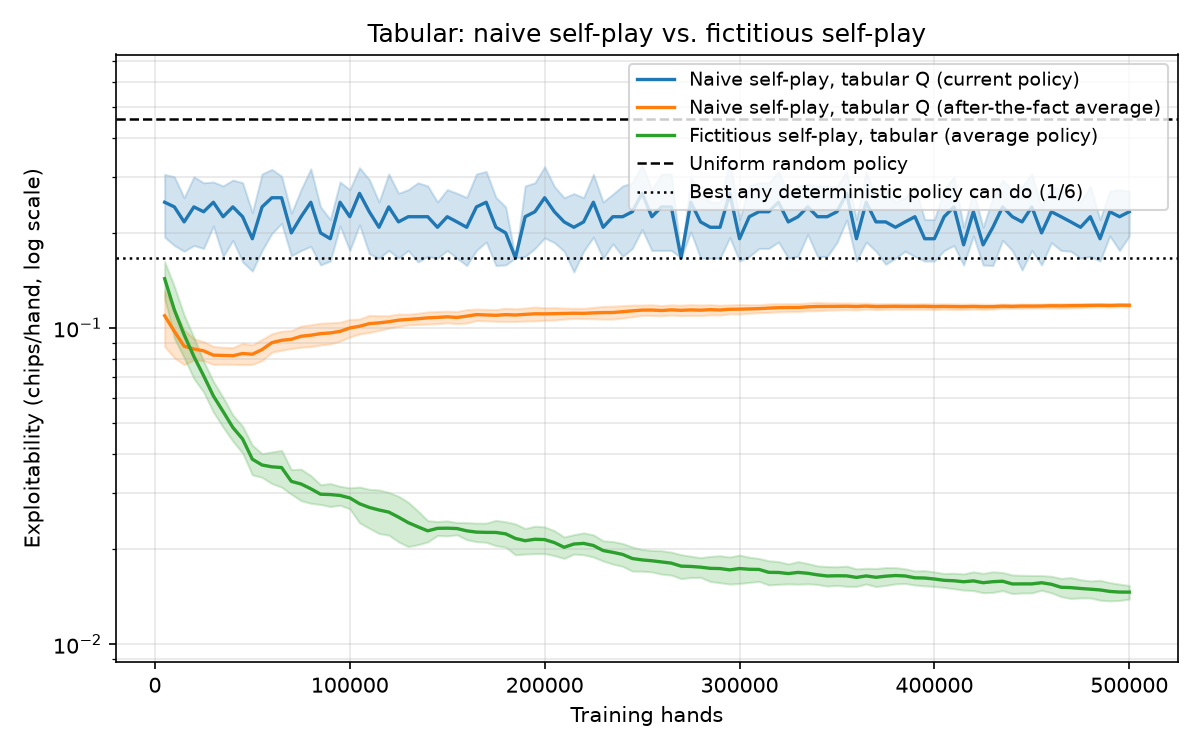 Tabular: naive self-play vs. fictitious self-play
Naive self-play, tabular Q (current policy)
Naive self-play, tabular Q (after-the-fact average)
Fictitious self-play, tabular (average policy)
Uniform random policy
Best any deterministic policy can do (1/6)
Exploitability (chips/hand, log scale)
10⁻¹
10⁻²
0
100000
200000
300000
400000
500000
Training hands